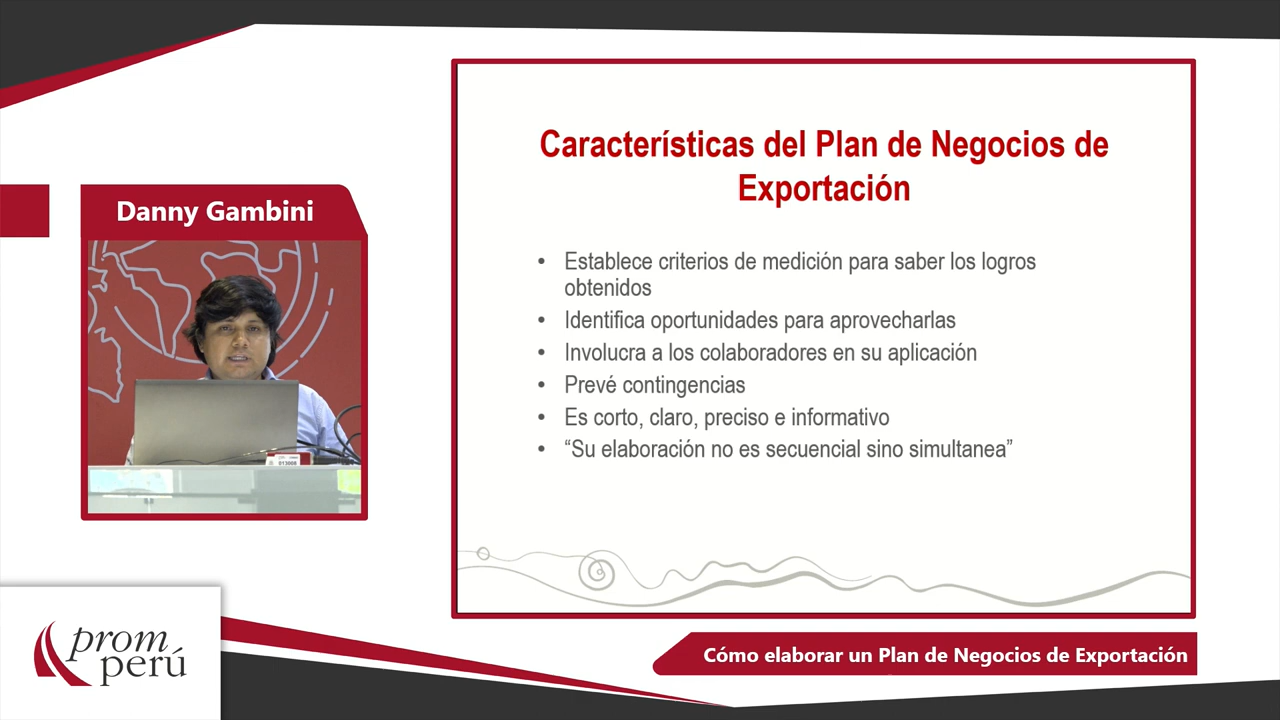 Danny Gambini
Características del Plan de Negocios de
Exportación
• Establece criterios de medición para saber los logros
obtenidos
• Identifica oportunidades para aprovecharlas
• Involucra a los colaboradores en su aplicación
• Prevé contingencias
• Es corto, claro, preciso e informativo
• “Su elaboración no es secuencial sino simultanea”
prom
perú
Cómo elaborar un Plan de Negocios de Exportación